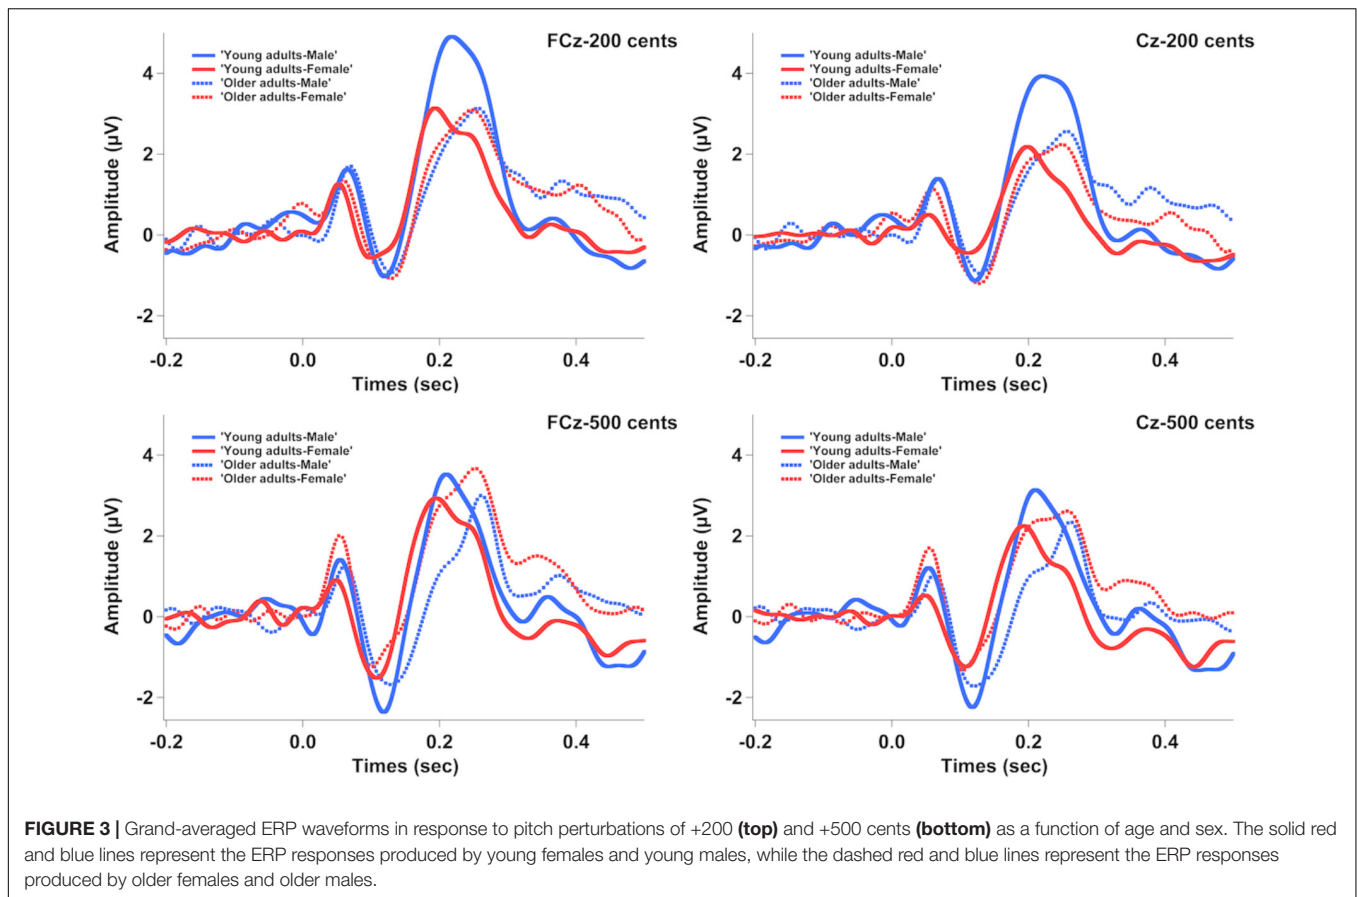 FCz-200 cents
'Young adults-Male'
'Young adults-Female'
'Older adults-Male'
'Older adults-Female'
Amplitude (µV)
4
2
0
-2
-0.2 0.0 0.2 0.4
Times (sec)
Cz-200 cents
'Young adults-Male'
'Young adults-Female'
'Older adults-Male'
'Older adults-Female'
Amplitude (µV)
4
2
0
-2
-0.2 0.0 0.2 0.4
Times (sec)
FCz-500 cents
'Young adults-Male'
'Young adults-Female'
'Older adults-Male'
'Older adults-Female'
Amplitude (µV)
4
2
0
-2
-0.2 0.0 0.2 0.4
Times (sec)
Cz-500 cents
'Young adults-Male'
'Young adults-Female'
'Older adults-Male'
'Older adults-Female'
Amplitude (µV)
4
2
0
-2
-0.2 0.0 0.2 0.4
Times (sec)
FIGURE 3 | Grand-averaged ERP waveforms in response to pitch perturbations of +200 (top) and +500 cents (bottom) as a function of age and sex. The solid red
and blue lines represent the ERP responses produced by young females and young males, while the dashed red and blue lines represent the ERP responses
produced by older females and older males.